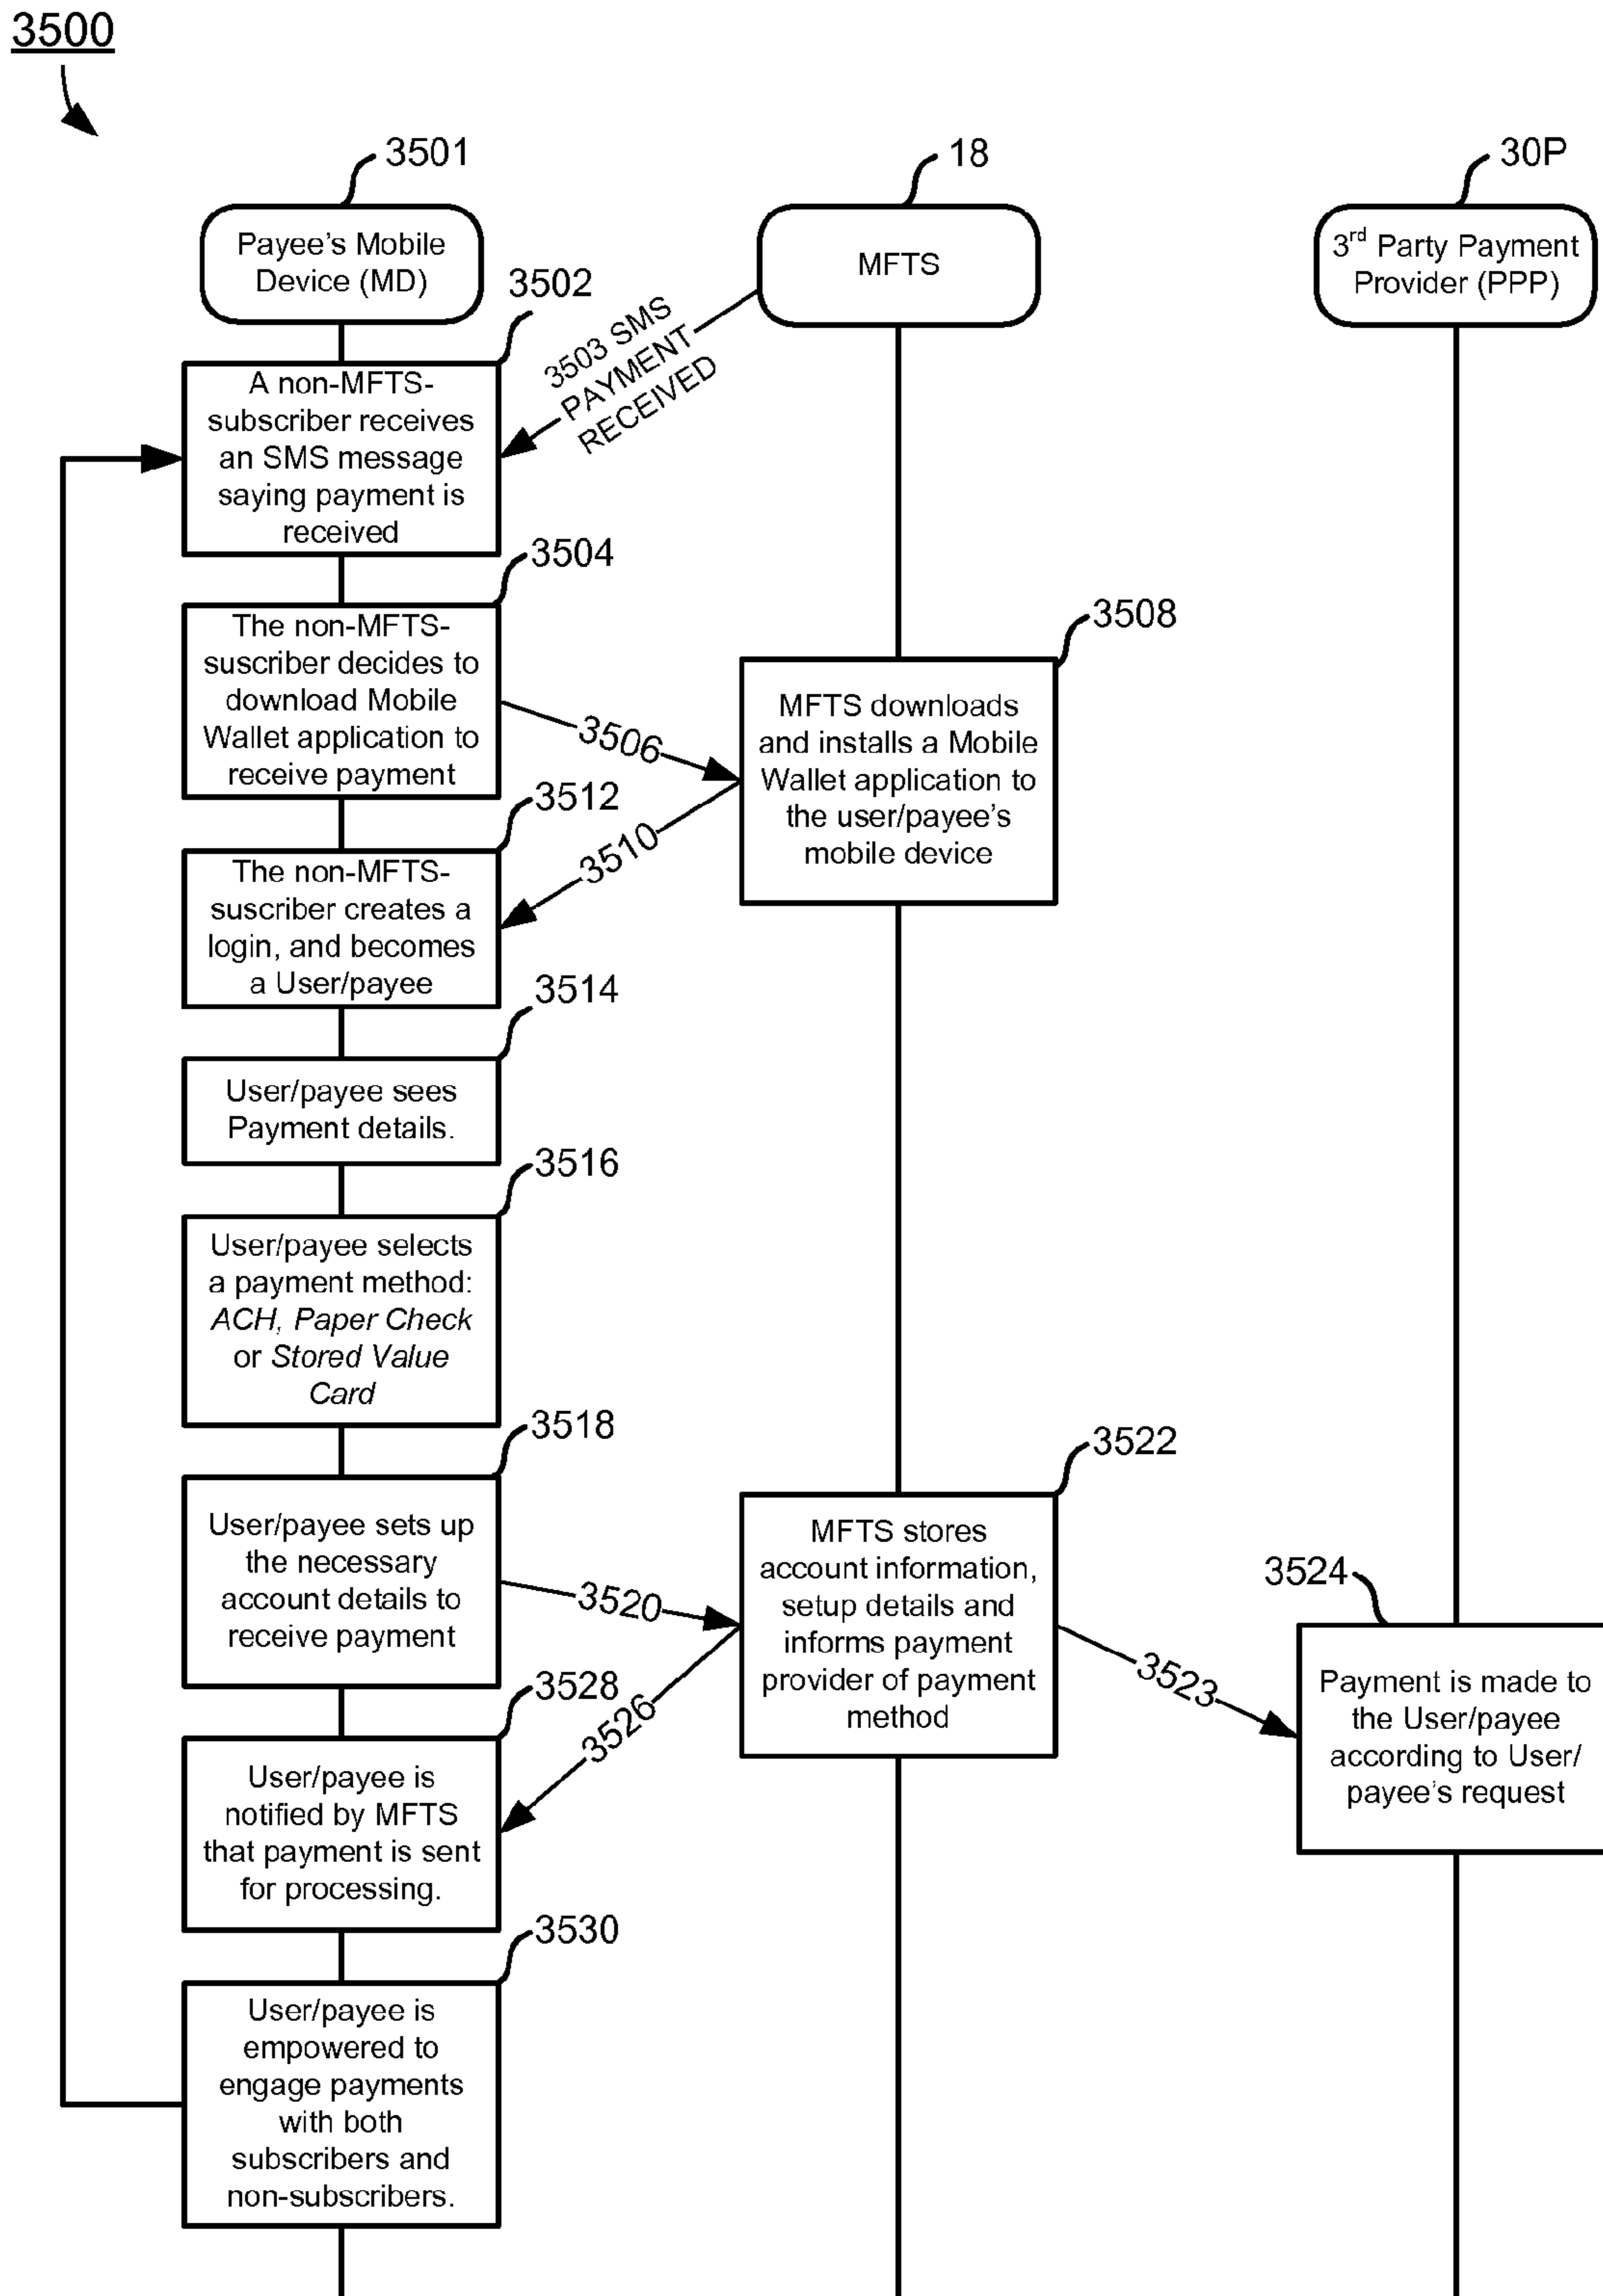 3500
3501
18
30P
Payee's Mobile
Device (MD)
MFTS
3rd Party Payment
Provider (PPP)
3502
3503 SMS
PAYMENT
RECEIVED
A non-MFTS-
subscriber receives
an SMS message
saying payment is
received
3504
The non-MFTS-
suscriber decides to
download Mobile
Wallet application to
receive payment
3506
3508
MFTS downloads
and installs a Mobile
Wallet application to
the user/payee's
mobile device
3510
3512
The non-MFTS-
suscriber creates a
login, and becomes
a User/payee
3514
User/payee sees
Payment details.
3516
User/payee selects
a payment method:
ACH, Paper Check
or Stored Value
Card
3518
User/payee sets up
the necessary
account details to
receive payment
3520
3522
MFTS stores
account information,
setup details and
informs payment
provider of payment
method
3523
3524
Payment is made to
the User/payee
according to User/
payee's request
3526
3528
User/payee is
notified by MFTS
that payment is sent
for processing.
3530
User/payee is
empowered to
engage payments
with both
subscribers and
non-subscribers.